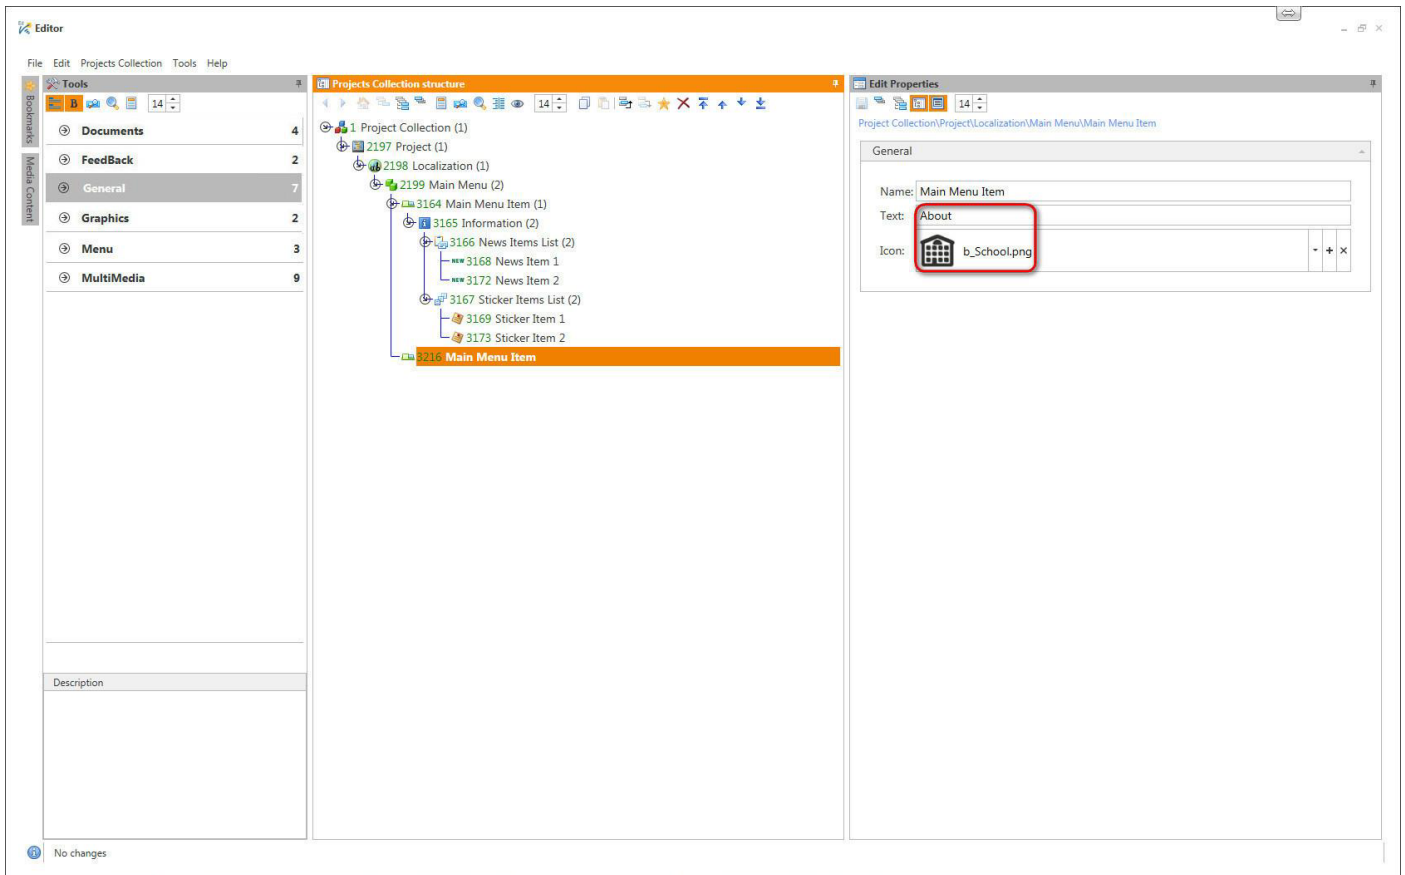 Editor
File Edit Projects Collection Tools Help
Bookmarks
Media Content
Tools
B 14
Documents 4
FeedBack 2
General 7
Graphics 2
Menu 3
MultiMedia 9
Description
Projects Collection structure
14
1 Project Collection (1)
2197 Project (1)
2198 Localization (1)
2199 Main Menu (2)
3164 Main Menu Item (1)
3165 Information (2)
3166 News Items List (2)
NEW 3168 News Item 1
NEW 3172 News Item 2
3167 Sticker Items List (2)
3169 Sticker Item 1
3173 Sticker Item 2
3216 Main Menu Item
Edit Properties
14
Project Collection\Project\Localization\Main Menu\Main Menu Item
General
Name: Main Menu Item
Text: About
Icon: b_School.png
No changes